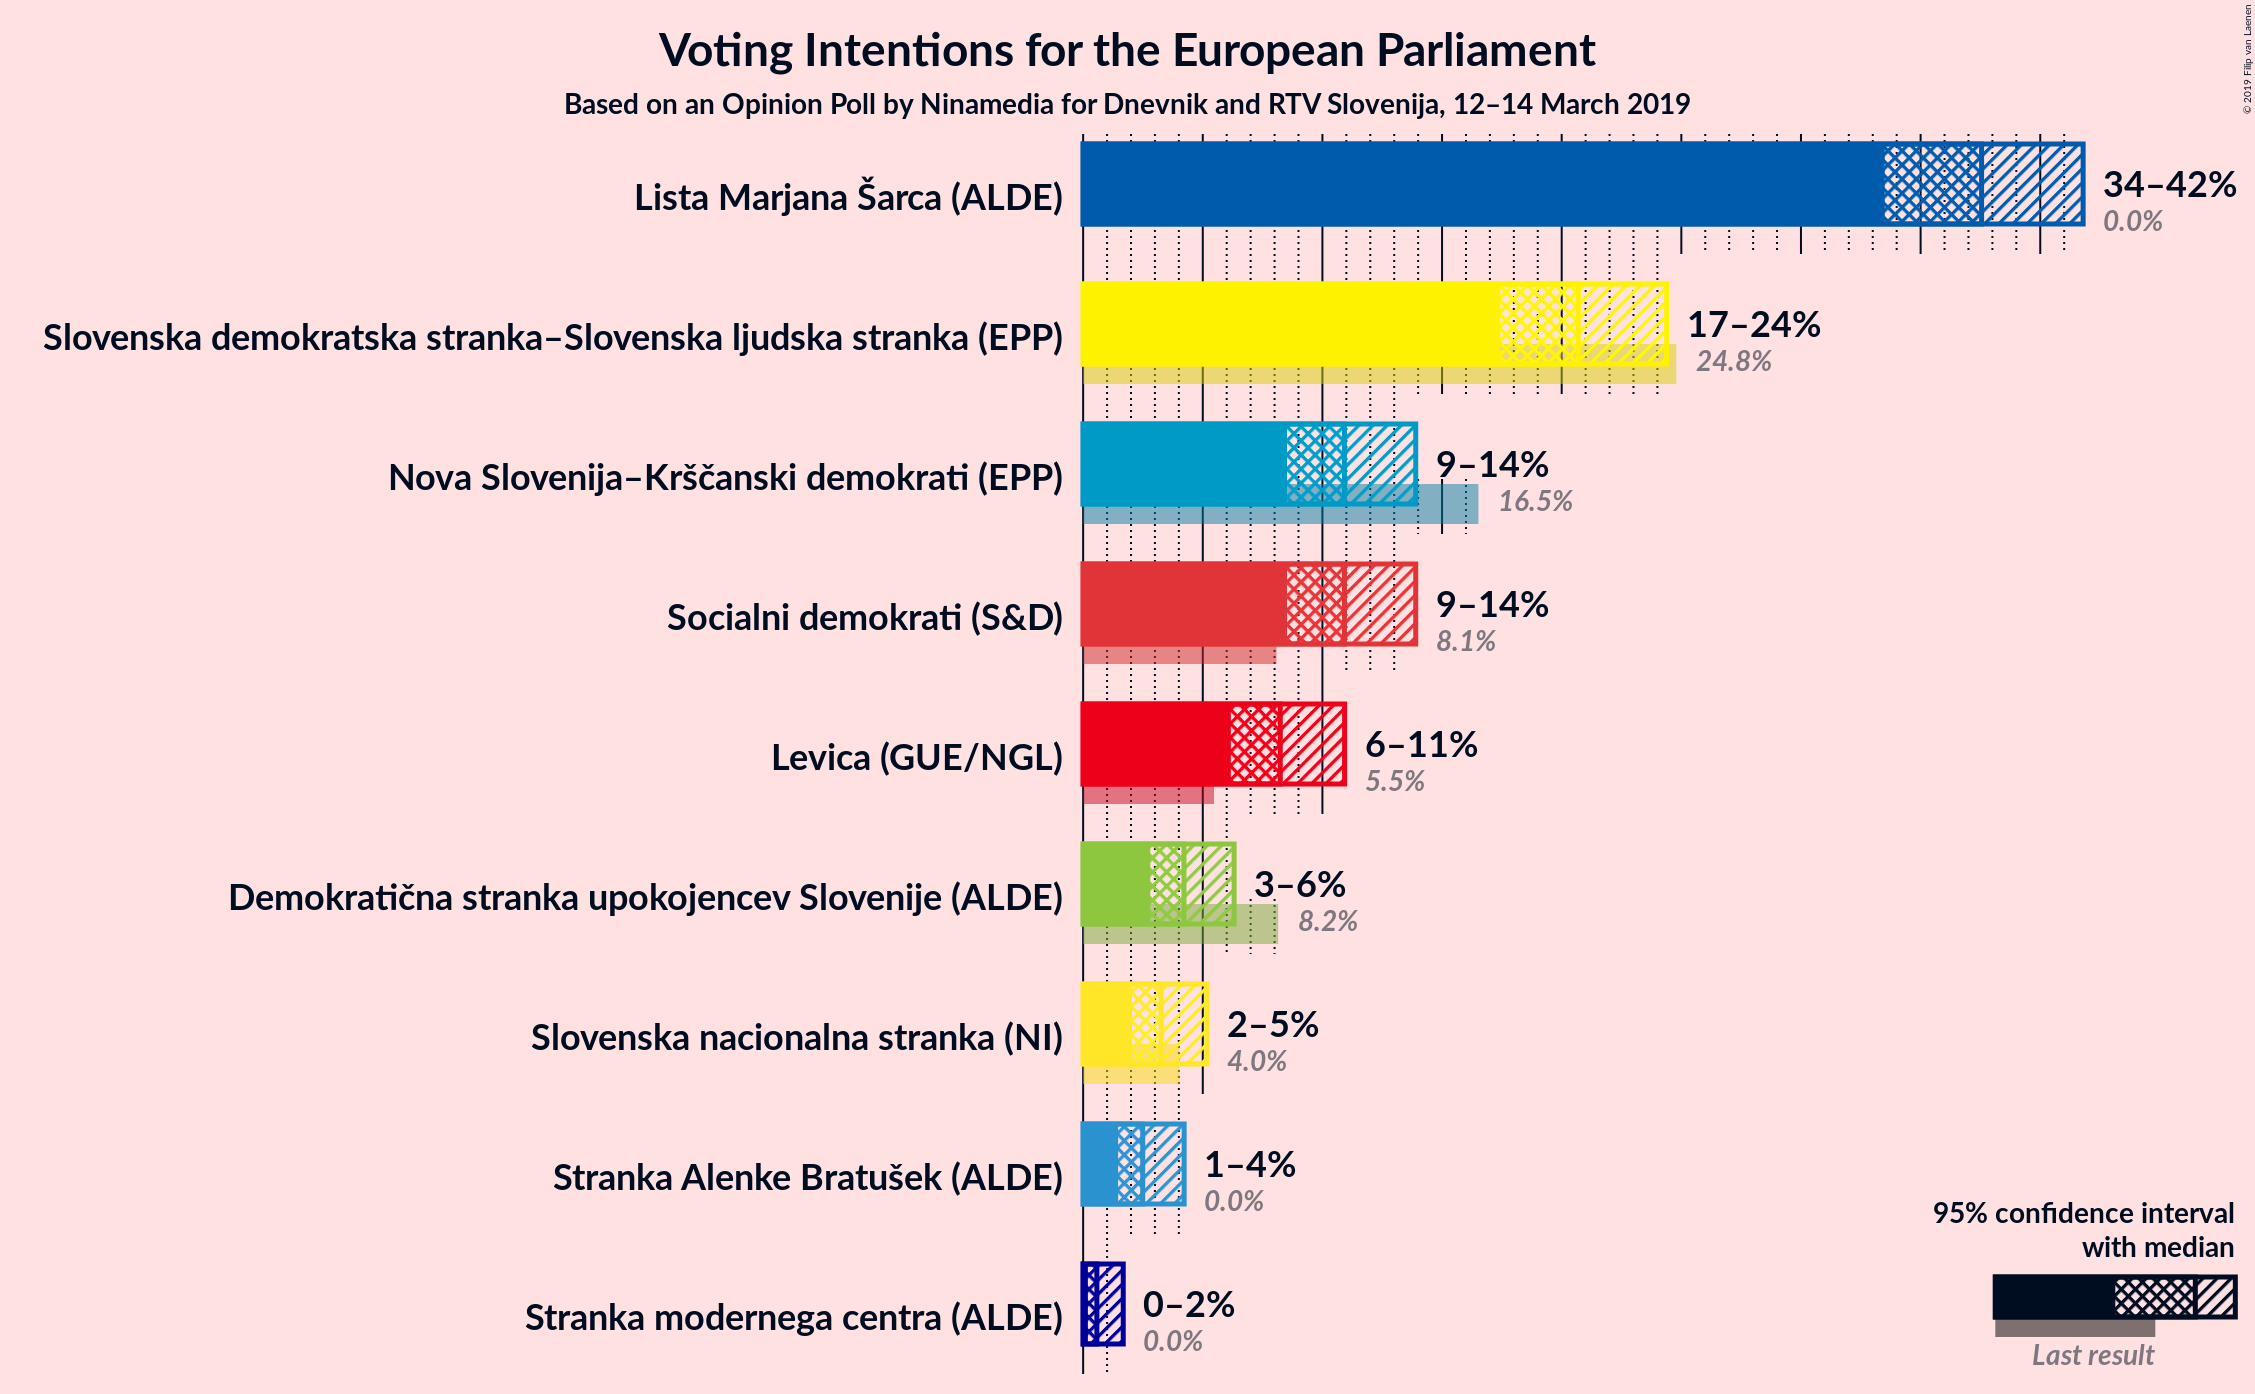 Voting Intentions for the European Parliament
Based on an Opinion Poll by Ninamedia for Dnevnik and RTV Slovenija, 12–14 March 2019
© 2019 Filip van Laenen
Lista Marjana Šarca (ALDE)
34–42%
0.0%
Slovenska demokratska stranka–Slovenska ljudska stranka (EPP)
17–24%
24.8%
Nova Slovenija–Krščanski demokrati (EPP)
9–14%
16.5%
Socialni demokrati (S&D)
9–14%
8.1%
Levica (GUE/NGL)
6–11%
5.5%
Demokratična stranka upokojencev Slovenije (ALDE)
3–6%
8.2%
Slovenska nacionalna stranka (NI)
2–5%
4.0%
Stranka Alenke Bratušek (ALDE)
1–4%
0.0%
Stranka modernega centra (ALDE)
0–2%
0.0%
95% confidence interval
with median
Last result